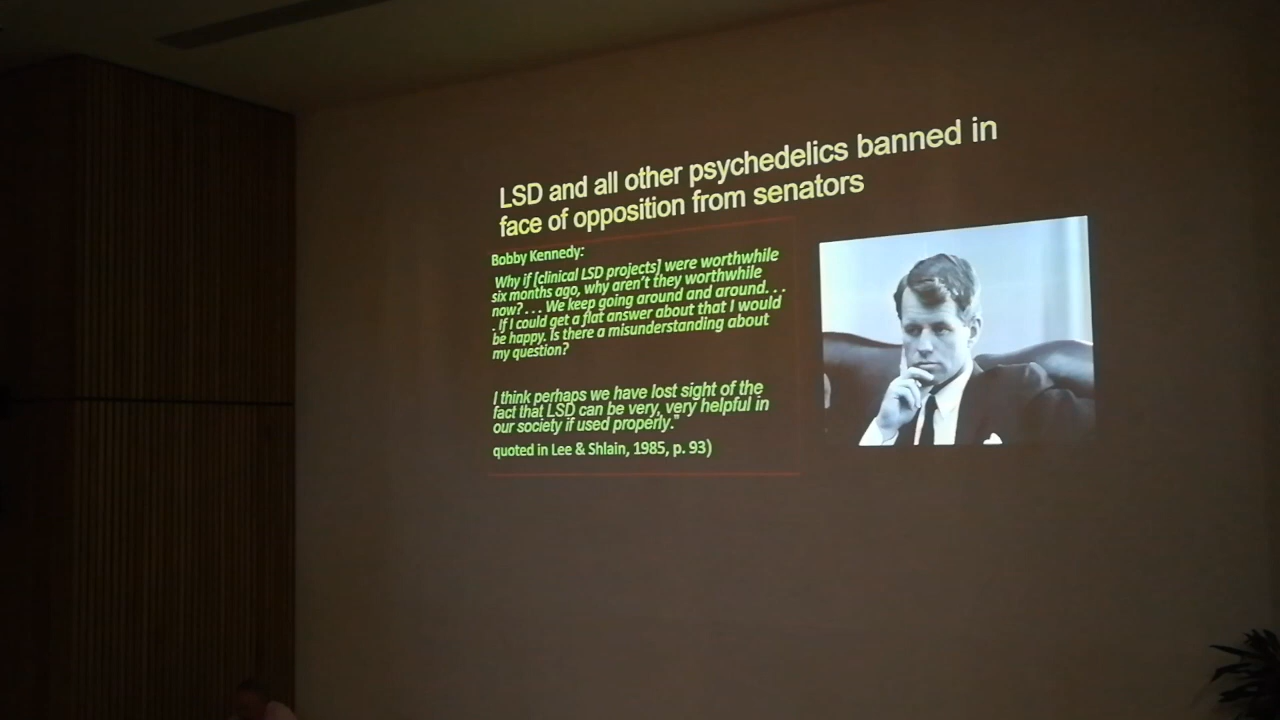 LSD and all other psychedelics banned in
face of opposition from senators
Bobby Kennedy:
Why if [clinical LSD projects] were worthwhile
six months ago, why aren't they worthwhile
now? . . . We keep going around and around. . .
. If I could get a flat answer about that I would
be happy. Is there a misunderstanding about
my question?
I think perhaps we have lost sight of the
fact that LSD can be very, very helpful in
our society if used properly."
quoted in Lee & Shlain, 1985, p. 93)